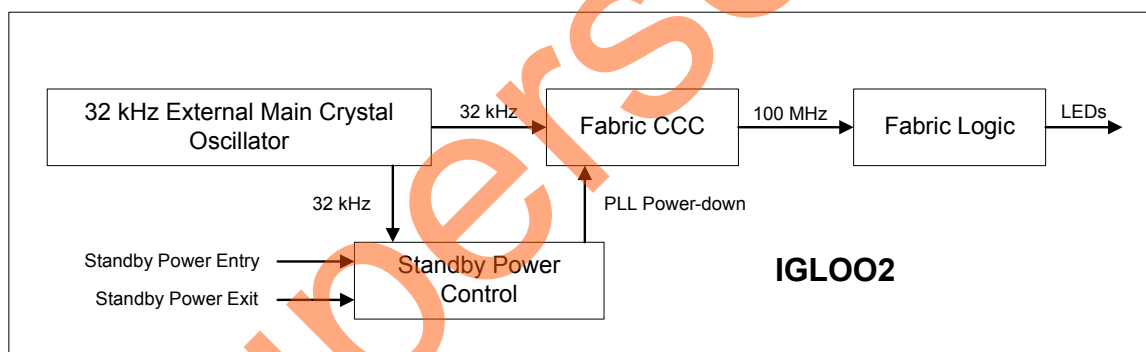 32 kHz External Main Crystal
Oscillator
32 kHz
Fabric CCC
100 MHz
Fabric Logic
LEDs
32 kHz
PLL Power-down
Standby Power Entry
Standby Power Exit
Standby Power
Control
IGLOO2